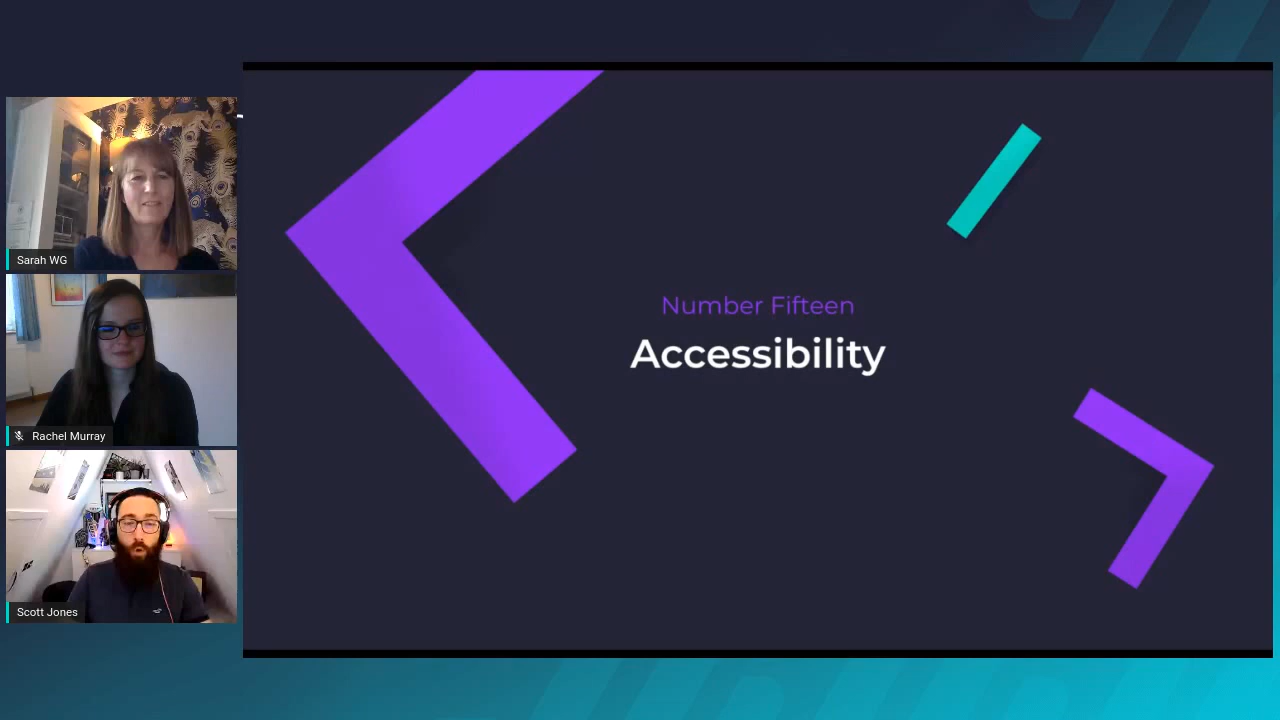 Sarah WG
Rachel Murray
Scott Jones
Number Fifteen
Accessibility